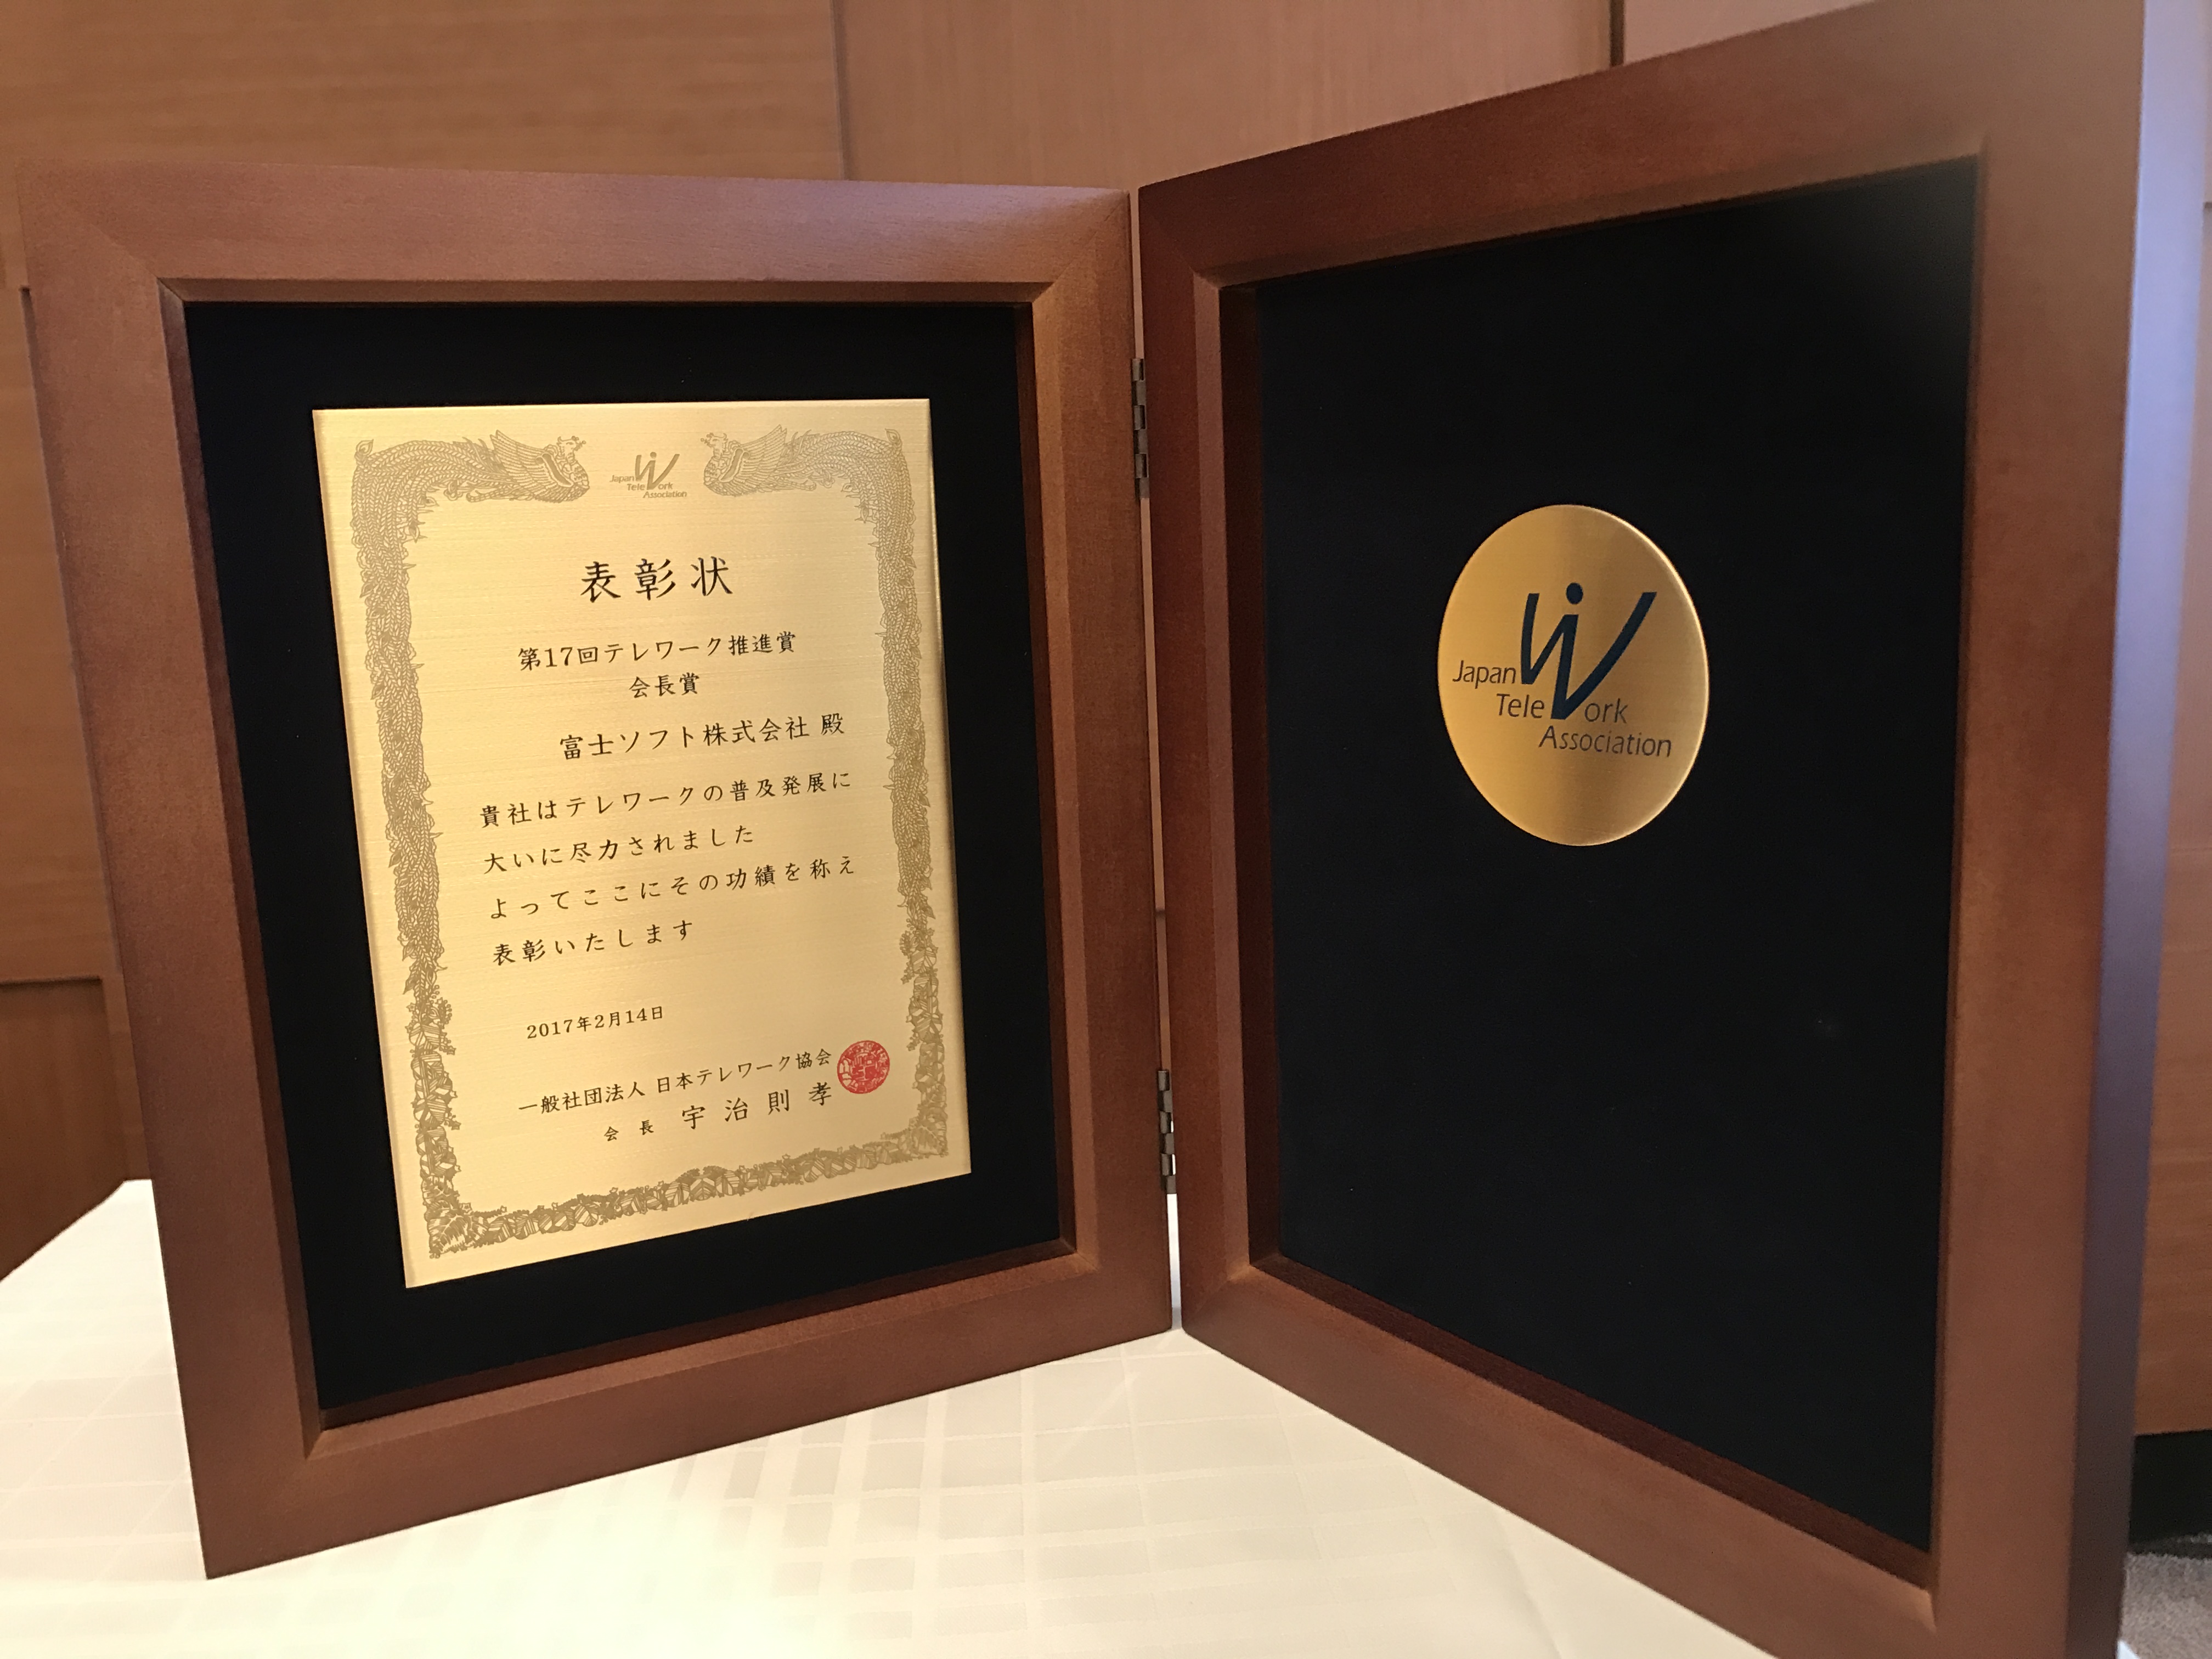 Japan
Tele Work
Association
表彰状
第17回テレワーク推進賞
会長賞
富士ソフト株式会社 殿
貴社はテレワークの普及発展に
大いに尽力されました
よってここにその功績を称え
表彰いたします
2017年2月14日
一般社団法人 日本テレワーク協会
会 長 宇 治 則 孝
Japan
Tele Work
Association